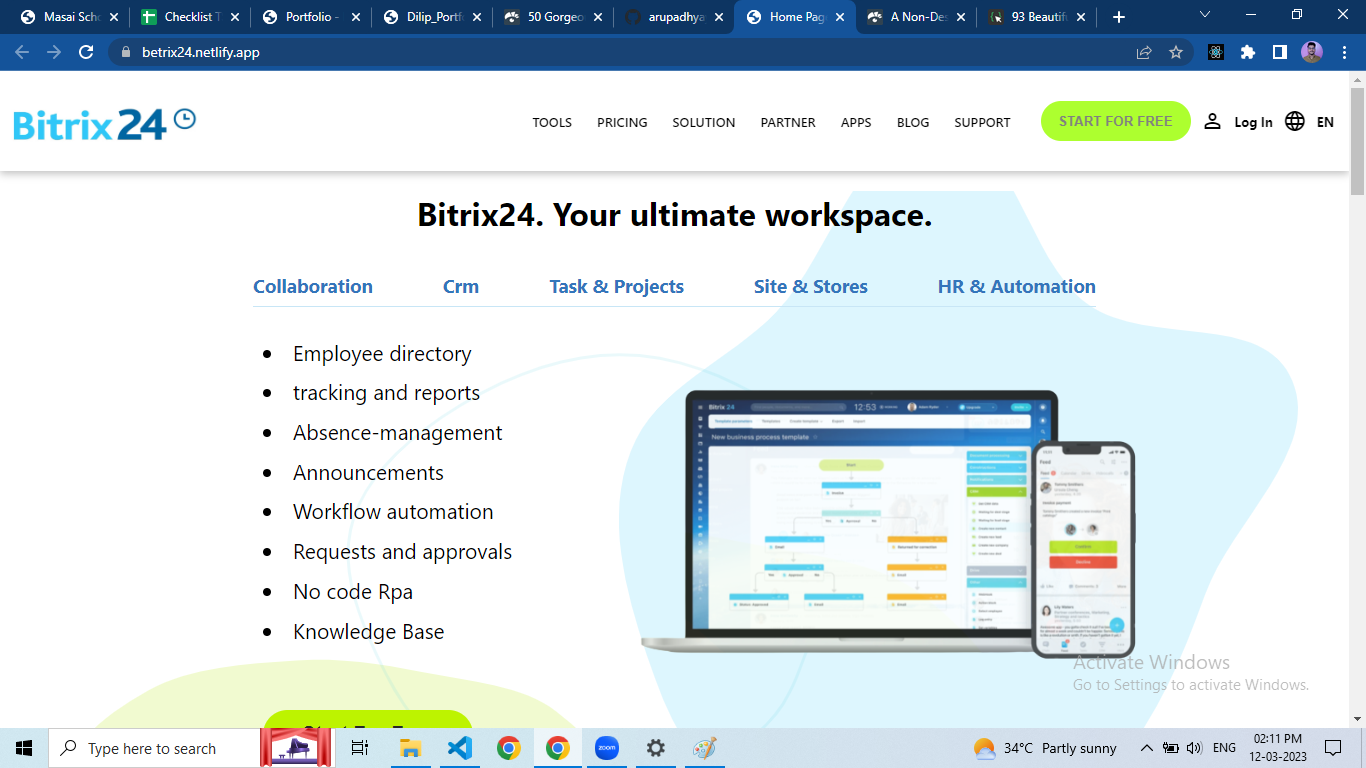 Masai Scho
Checklist T
Portfolio -
Dilip_Portf
50 Gorgeo
arupadhya
Home Pag
A Non-Des
93 Beautif
betrix24.netlify.app
Bitrix24
TOOLS PRICING SOLUTION PARTNER APPS BLOG SUPPORT START FOR FREE Log In EN
Bitrix24. Your ultimate workspace.
Collaboration Crm Task & Projects Site & Stores HR & Automation
Employee directory
tracking and reports
Absence-management
Announcements
Workflow automation
Requests and approvals
No code Rpa
Knowledge Base
Bitrix 24 12:53
New business process template
Feed
Activate Windows
Go to Settings to activate Windows.
Type here to search
zoom
34°C Partly sunny
ENG
02:11 PM
12-03-2023